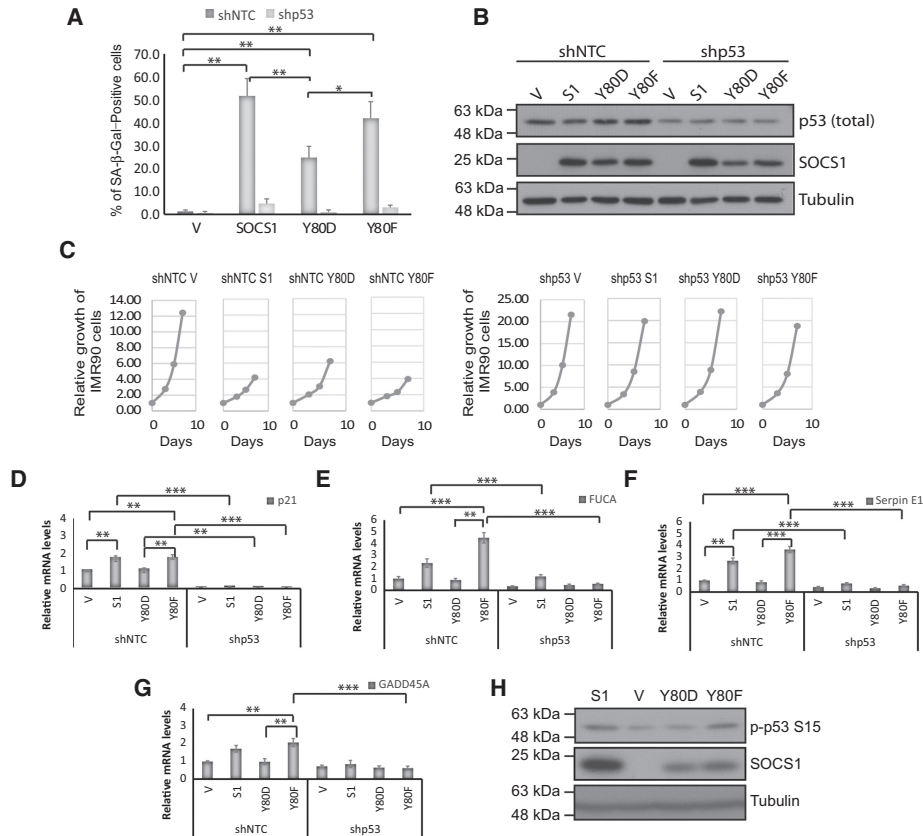 A
shNTC shp53
% of SA-β-Gal–Positive cells
70.0
60.0
50.0
40.0
30.0
20.0
10.0
0.0
** ** ** ** *
V SOCS1 Y80D Y80F
B
shNTC shp53
V S1 Y80D Y80F V S1 Y80D Y80F
63 kDa
48 kDa
p53 (total)
25 kDa
SOCS1
63 kDa
48 kDa
Tubulin
C
shNTC V shNTC S1 shNTC Y80D shNTC Y80F
Relative growth of
IMR90 cells
14.00
12.00
10.00
8.00
6.00
4.00
2.00
0.00
0 10 0 10 0 10 0 10
Days Days Days Days
shp53 V shp53 S1 shp53 Y80D shp53 Y80F
Relative growth of
IMR90 cells
25.00
20.00
15.00
10.00
5.00
0.00
0 10 0 10 0 10 0 10
Days Days Days Days
D
p21
Relative mRNA levels
4
3
2
1
0
*** ** *** ** ** **
V S1 Y80D Y80F V S1 Y80D Y80F
shNTC shp53
E
FUCA
Relative mRNA levels
6
5
4
3
2
1
0
*** *** ** ***
V S1 Y80D Y80F V S1 Y80D Y80F
shNTC shp53
F
Serpin E1
Relative mRNA levels
6
5
4
3
2
1
0
*** *** *** ** ***
V S1 Y80D Y80F V S1 Y80D Y80F
shNTC shp53
G
GADD45A
Relative mRNA levels
4
3
2
1
0
*** ** **
V S1 Y80D Y80F V S1 Y80D Y80F
shNTC shp53
H
S1 V Y80D Y80F
63 kDa
48 kDa
p-p53 S15
25 kDa
SOCS1
63 kDa
48 kDa
Tubulin